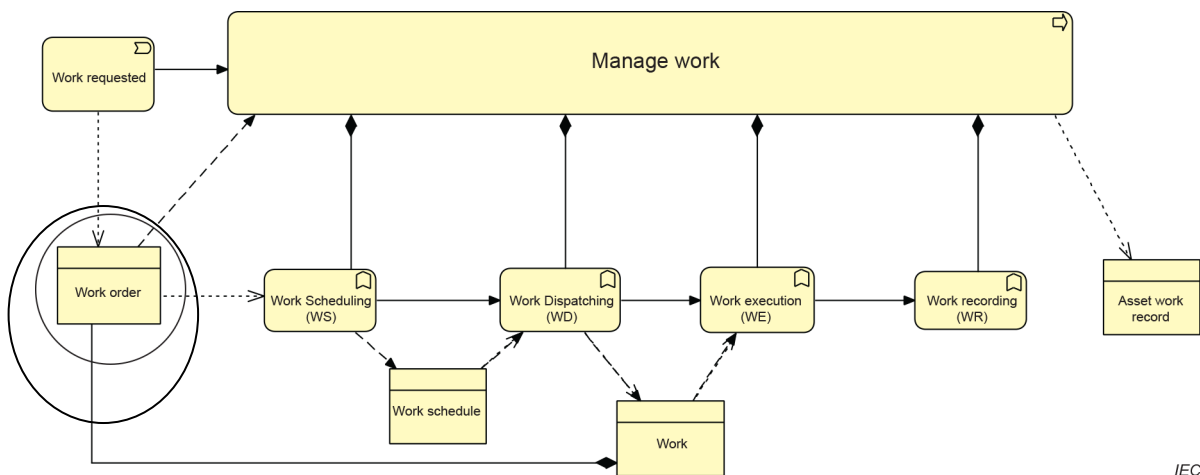 Manage work
Work requested
Work order
Work Scheduling
(WS)
Work Dispatching
(WD)
Work execution
(WE)
Work recording
(WR)
Asset work
record
Work schedule
Work
IEC